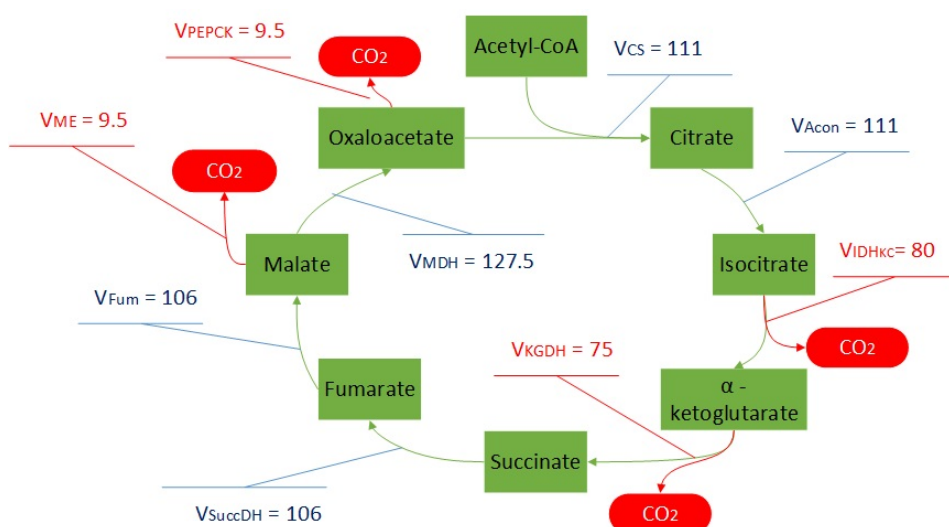 VPEPCK = 9.5
CO2
Acetyl-CoA
VCS = 111
VME = 9.5
Oxaloacetate
Citrate
VAcon = 111
CO2
Malate
VMDH = 127.5
Isocitrate
VIDHKC= 80
VFum = 106
VKGDH = 75
CO2
Fumarate
α -
ketoglutarate
Succinate
VSuccDH = 106
CO2